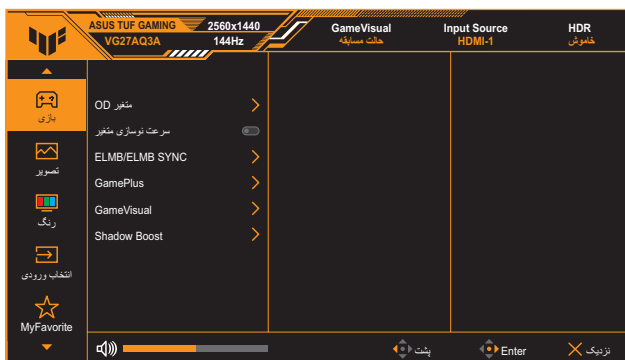 ASUS TUF GAMING 2560x1440
VG27AQ3A 144Hz
GameVisual
حالت مسابقه
Input Source
HDMI-1
HDR
خاموش
بازی
تصویر
رنگ
انتخاب ورودی
MyFavorite
متغیر OD
سرعت نوسازی متغیر
ELMB/ELMB SYNC
GamePlus
GameVisual
Shadow Boost
پشت
Enter
نزدیک